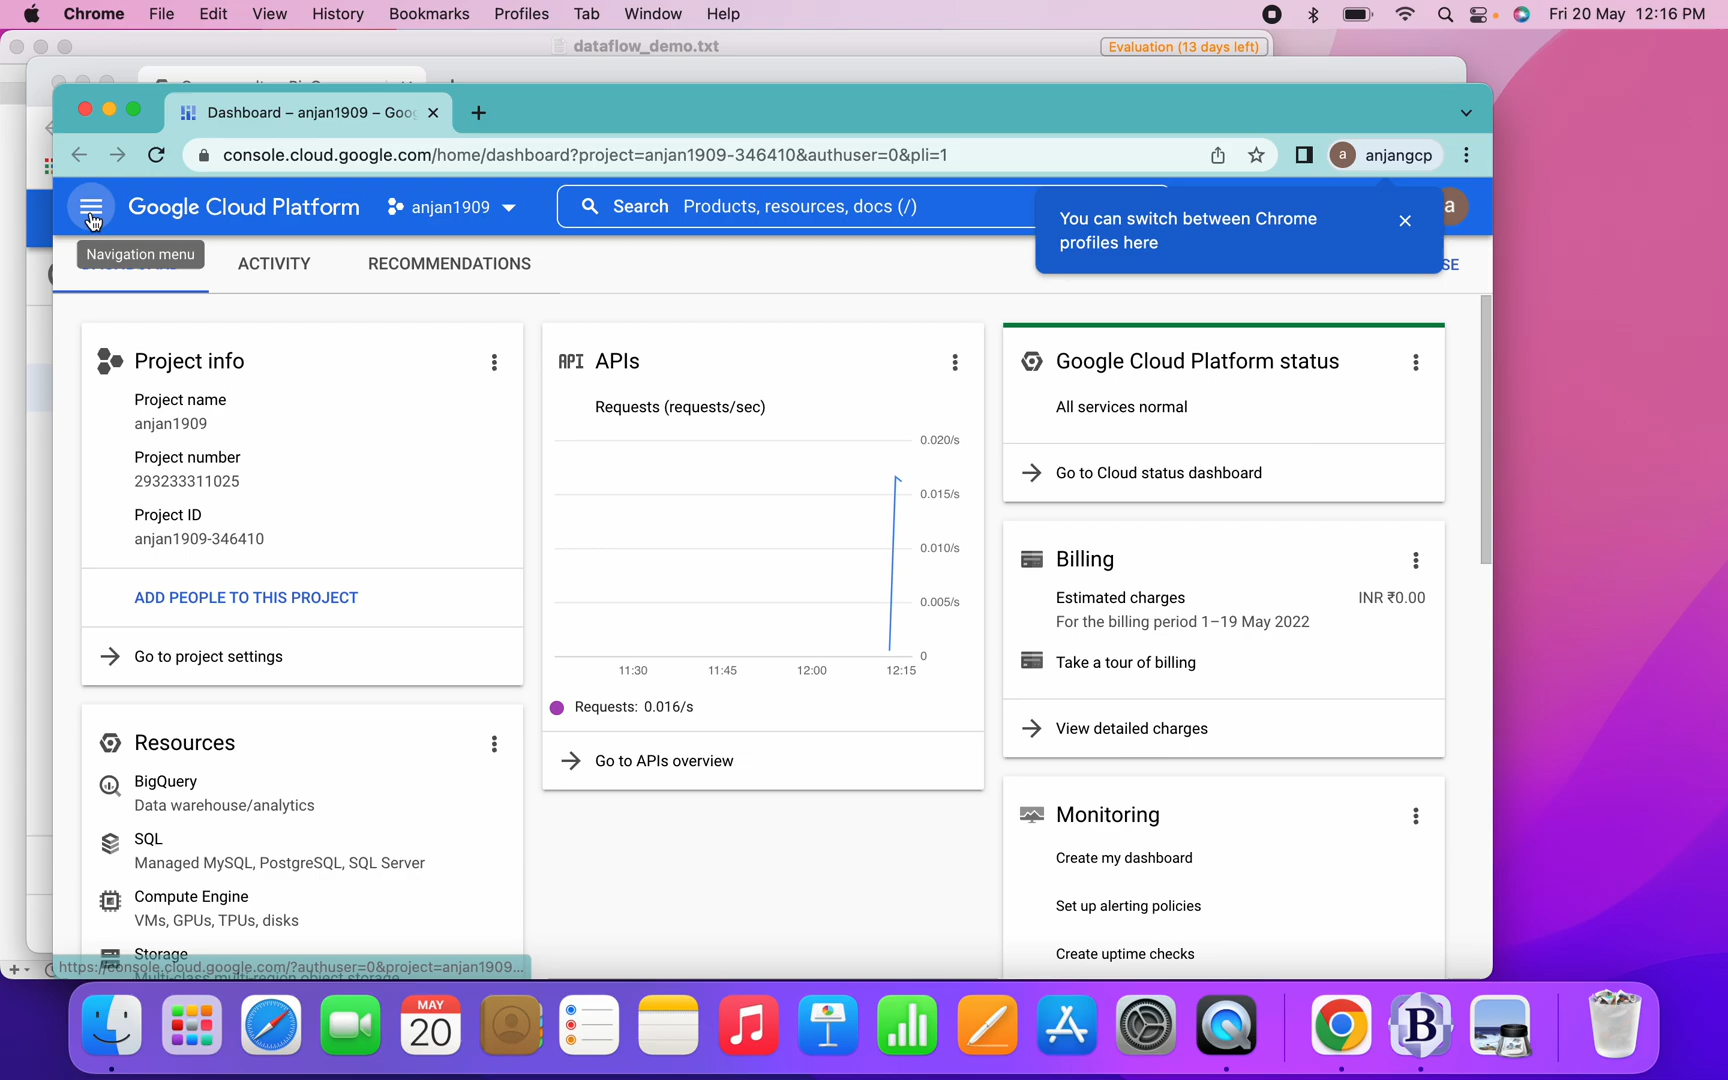 Chrome File Edit View History Bookmarks Profiles Tab Window Help Fri 20 May 12:16 PM
dataflow_demo.txt Evaluation (13 days left)
Dashboard – anjan1909 – Goo
console.cloud.google.com/home/dashboard?project=anjan1909-346410&authuser=0&pli=1 a anjangcp
Google Cloud Platform anjan1909 Search Products, resources, docs (/) a
You can switch between Chrome
profiles here
Navigation menu
ACTIVITY RECOMMENDATIONS SE
Project info
Project name
anjan1909
Project number
293233311025
Project ID
anjan1909-346410
ADD PEOPLE TO THIS PROJECT
Go to project settings
Resources
BigQuery
Data warehouse/analytics
SQL
Managed MySQL, PostgreSQL, SQL Server
Compute Engine
VMs, GPUs, TPUs, disks
Storage
Multi-class multi-region object storage
https://console.cloud.google.com/?authuser=0&project=anjan1909...
API APIs
Requests (requests/sec)
0.020/s
0.015/s
0.010/s
0.005/s
0
11:30 11:45 12:00 12:15
Requests: 0.016/s
Go to APIs overview
Google Cloud Platform status
All services normal
Go to Cloud status dashboard
Billing
Estimated charges INR ₹0.00
For the billing period 1–19 May 2022
Take a tour of billing
View detailed charges
Monitoring
Create my dashboard
Set up alerting policies
Create uptime checks
MAY
20
B